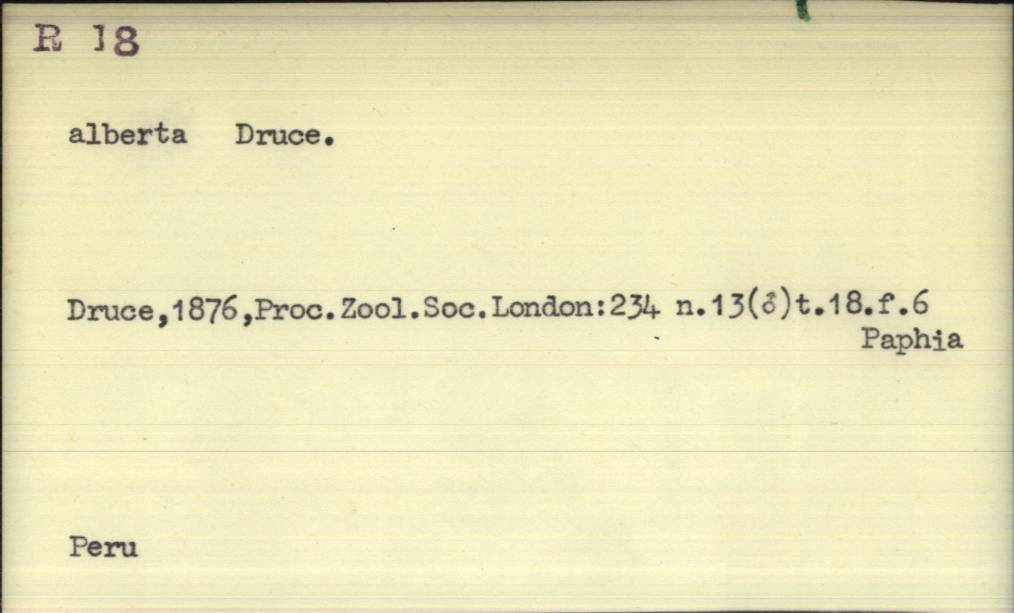 R 18
alberta Druce.
Druce,1876,Proc.Zool.Soc.London:234 n.13(♂)t.18.f.6
Paphia
Peru